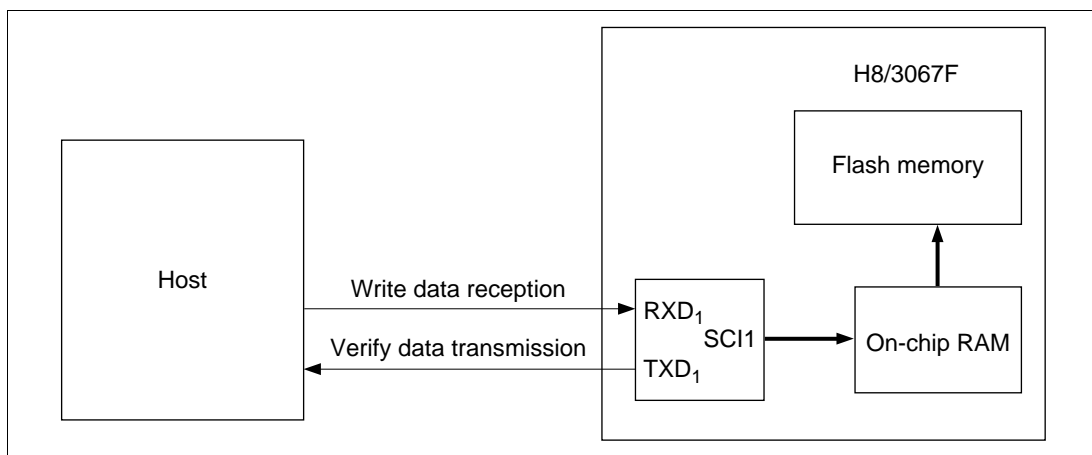 H8/3067F
Flash memory
Host
Write data reception
RXD1
SCI1
On-chip RAM
Verify data transmission
TXD1